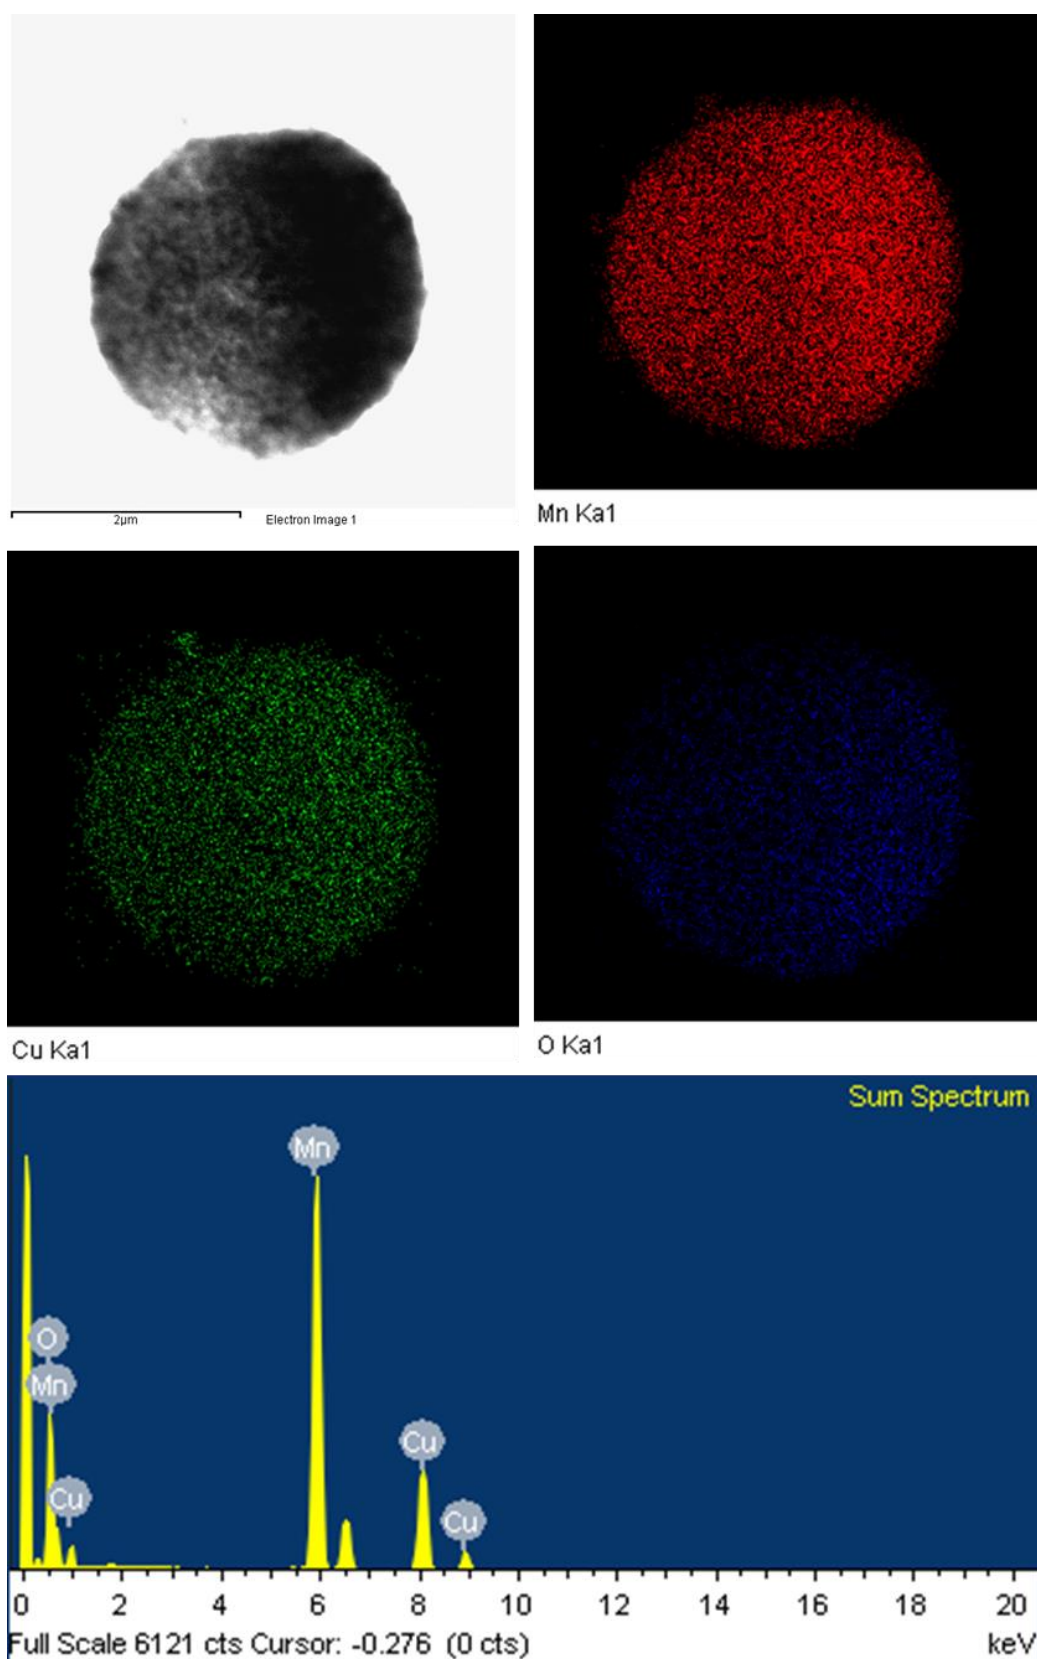 2µm
Electron Image 1
Mn Ka1
Cu Ka1
O Ka1
Sum Spectrum
Mn
O
Mn
Cu
Cu
Cu
0 2 4 6 8 10 12 14 16 18 20
Full Scale 6121 cts Cursor: -0.276 (0 cts) keV